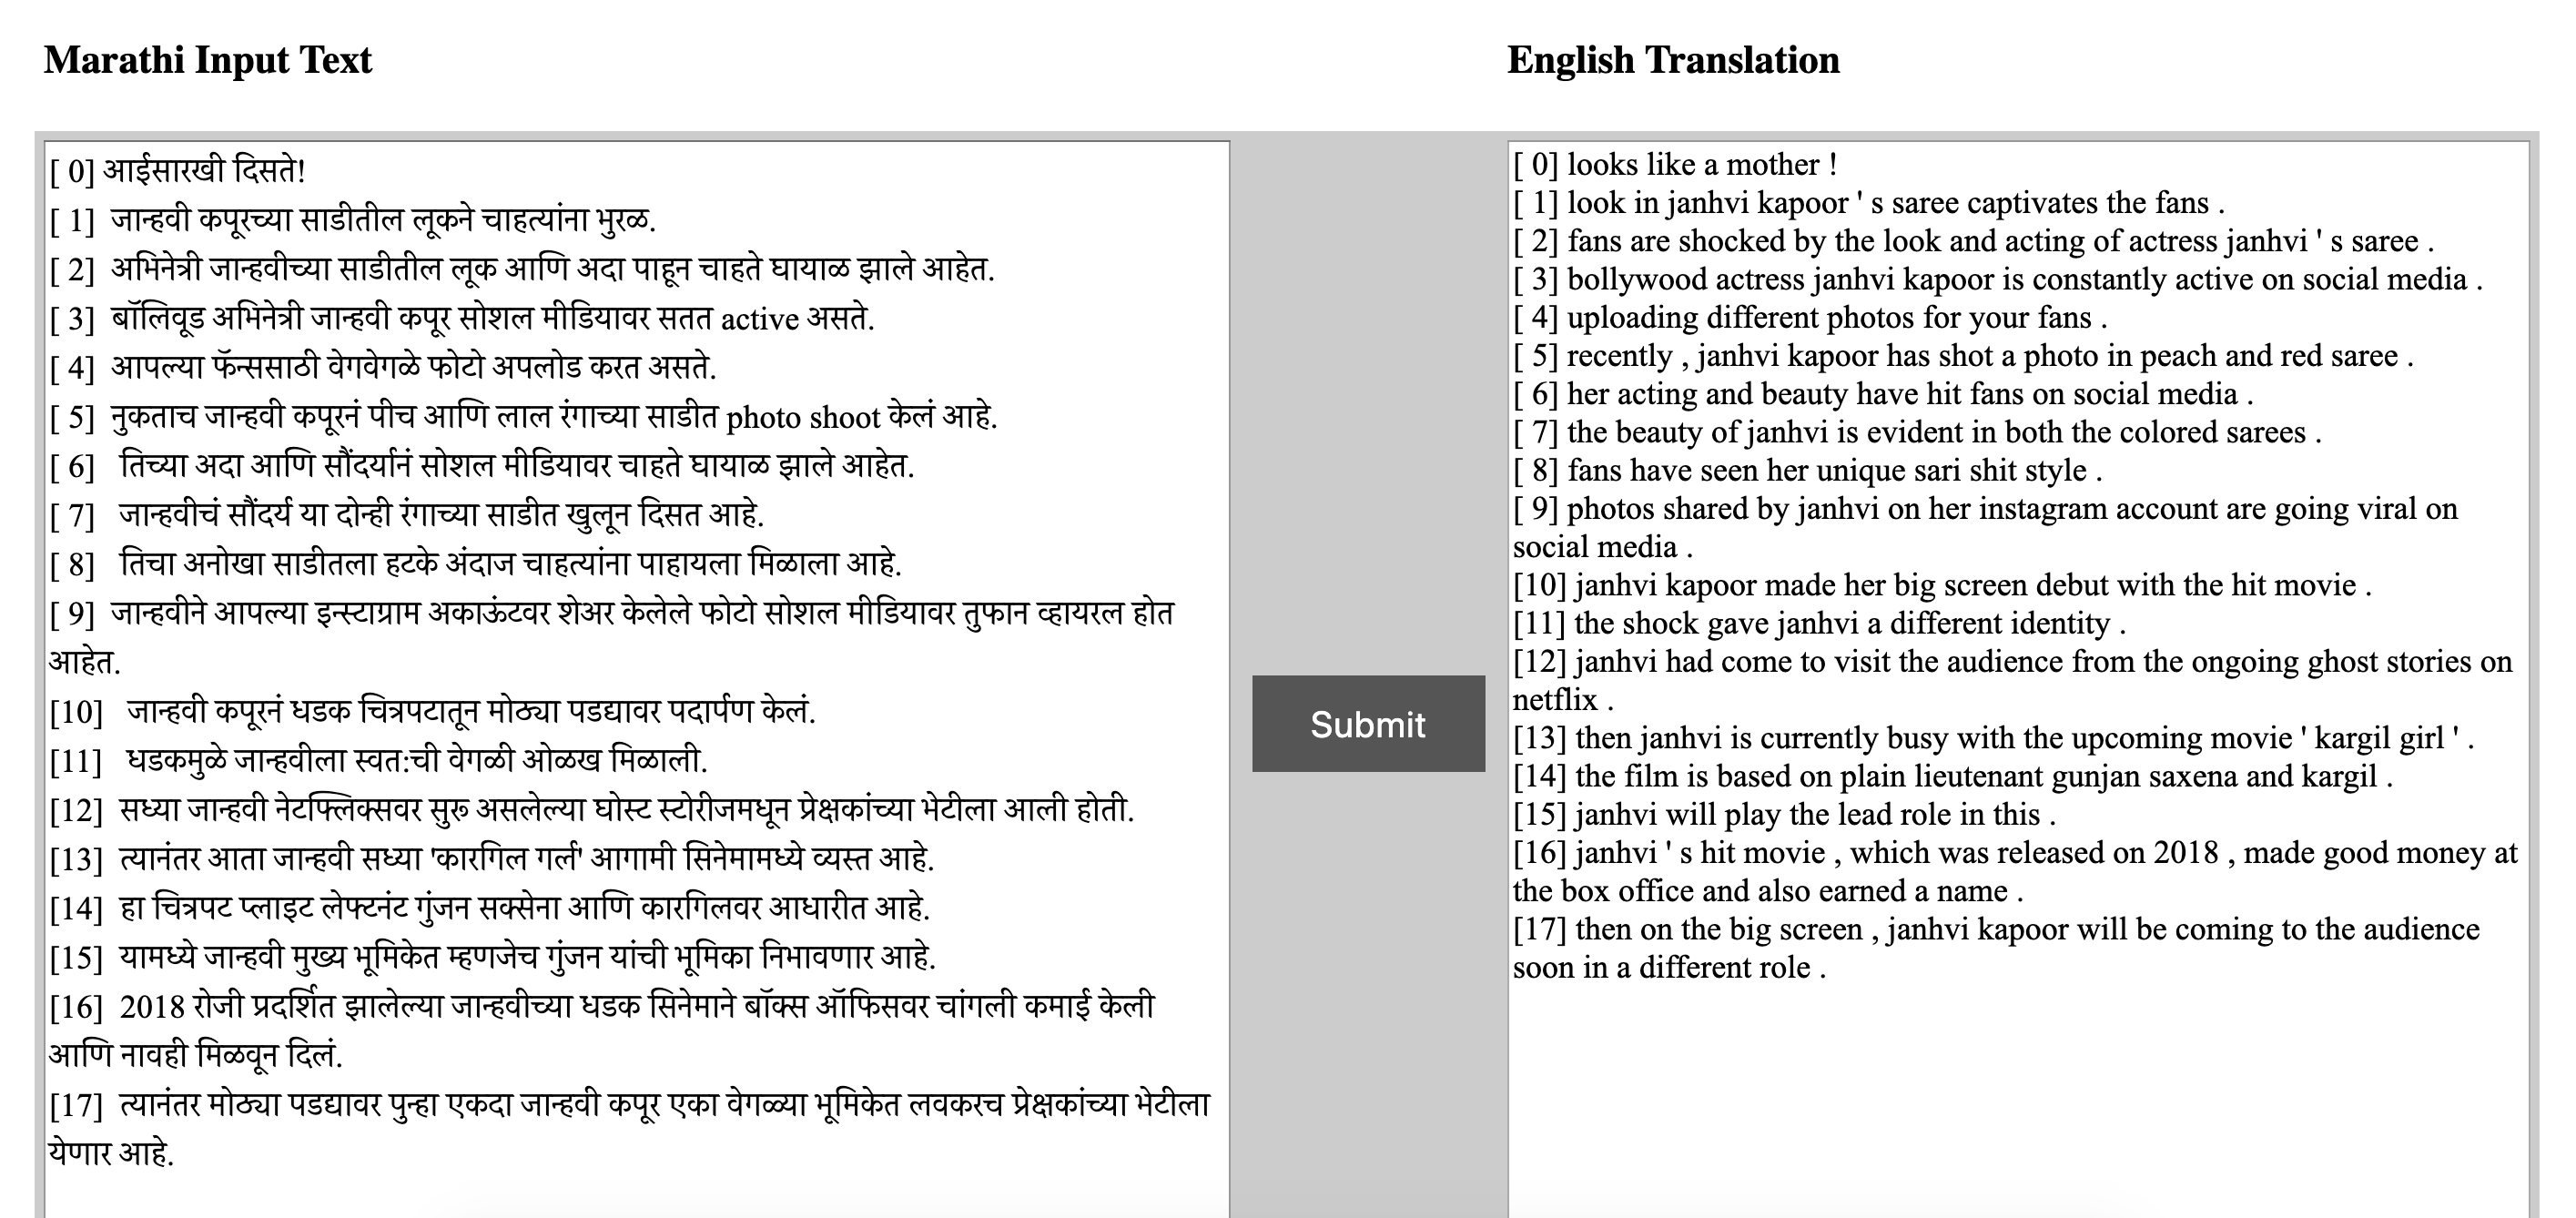 Marathi Input Text
English Translation
[ 0] आईसारखी दिसते!
[ 1] जान्हवी कपूरच्या साडीतील लूकने चाहत्यांना भुरळ.
[ 2] अभिनेत्री जान्हवीच्या साडीतील लूक आणि अदा पाहून चाहते घायाळ झाले आहेत.
[ 3] बॉलिवूड अभिनेत्री जान्हवी कपूर सोशल मीडियावर सतत active असते.
[ 4] आपल्या फॅन्ससाठी वेगवेगळे फोटो अपलोड करत असते.
[ 5] नुकताच जान्हवी कपूरनं पीच आणि लाल रंगाच्या साडीत photo shoot केलं आहे.
[ 6] तिच्या अदा आणि सौंदर्यानं सोशल मीडियावर चाहते घायाळ झाले आहेत.
[ 7] जान्हवीचं सौंदर्य या दोन्ही रंगाच्या साडीत खुलून दिसत आहे.
[ 8] तिचा अनोखा साडीतला हटके अंदाज चाहत्यांना पाहायला मिळाला आहे.
[ 9] जान्हवीने आपल्या इन्स्टाग्राम अकाऊंटवर शेअर केलेले फोटो सोशल मीडियावर तुफान व्हायरल होत
आहेत.
[10] जान्हवी कपूरनं धडक चित्रपटातून मोठ्या पडद्यावर पदार्पण केलं.
[11] धडकमुळे जान्हवीला स्वत:ची वेगळी ओळख मिळाली.
[12] सध्या जान्हवी नेटफ्लिक्सवर सुरू असलेल्या घोस्ट स्टोरीजमधून प्रेक्षकांच्या भेटीला आली होती.
[13] त्यानंतर आता जान्हवी सध्या 'कारगिल गर्ल' आगामी सिनेमामध्ये व्यस्त आहे.
[14] हा चित्रपट प्लाइट लेफ्टनंट गुंजन सक्सेना आणि कारगिलवर आधारीत आहे.
[15] यामध्ये जान्हवी मुख्य भूमिकेत म्हणजेच गुंजन यांची भूमिका निभावणार आहे.
[16] 2018 रोजी प्रदर्शित झालेल्या जान्हवीच्या धडक सिनेमाने बॉक्स ऑफिसवर चांगली कमाई केली
आणि नावही मिळवून दिलं.
[17] त्यानंतर मोठ्या पडद्यावर पुन्हा एकदा जान्हवी कपूर एका वेगळ्या भूमिकेत लवकरच प्रेक्षकांच्या भेटीला
येणार आहे.
Submit
[ 0] looks like a mother !
[ 1] look in janhvi kapoor ' s saree captivates the fans .
[ 2] fans are shocked by the look and acting of actress janhvi ' s saree .
[ 3] bollywood actress janhvi kapoor is constantly active on social media .
[ 4] uploading different photos for your fans .
[ 5] recently , janhvi kapoor has shot a photo in peach and red saree .
[ 6] her acting and beauty have hit fans on social media .
[ 7] the beauty of janhvi is evident in both the colored sarees .
[ 8] fans have seen her unique sari shit style .
[ 9] photos shared by janhvi on her instagram account are going viral on
social media .
[10] janhvi kapoor made her big screen debut with the hit movie .
[11] the shock gave janhvi a different identity .
[12] janhvi had come to visit the audience from the ongoing ghost stories on
netflix .
[13] then janhvi is currently busy with the upcoming movie ' kargil girl ' .
[14] the film is based on plain lieutenant gunjan saxena and kargil .
[15] janhvi will play the lead role in this .
[16] janhvi ' s hit movie , which was released on 2018 , made good money at
the box office and also earned a name .
[17] then on the big screen , janhvi kapoor will be coming to the audience
soon in a different role .